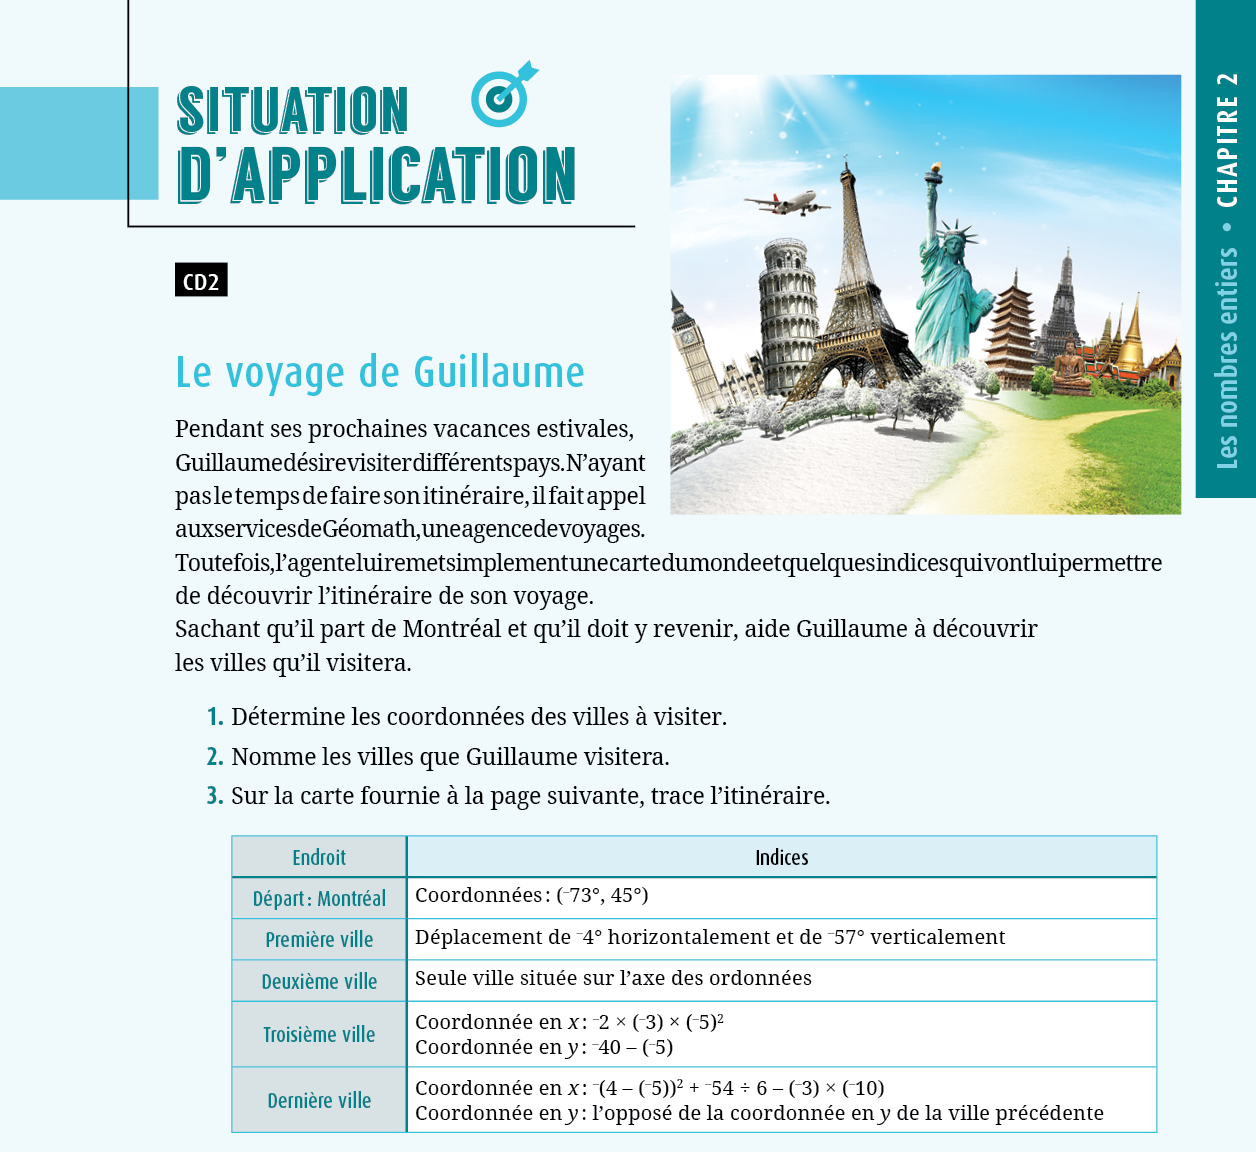 SITUATION
D’APPLICATION
CD2
Le voyage de Guillaume
Pendant ses prochaines vacances estivales,
Guillaume désire visiter différents pays. N’ayant
pas le temps de faire son itinéraire, il fait appel
aux services de Géomath, une agence de voyages.
Toutefois, l’agente lui remet simplement une carte du monde et quelques indices qui vont lui permettre
de découvrir l’itinéraire de son voyage.
Sachant qu’il part de Montréal et qu’il doit y revenir, aide Guillaume à découvrir
les villes qu’il visitera.
1. Détermine les coordonnées des villes à visiter.
2. Nomme les villes que Guillaume visitera.
3. Sur la carte fournie à la page suivante, trace l’itinéraire.
Endroit Indices
Départ : Montréal Coordonnées : (⁻73°, 45°)
Première ville Déplacement de ⁻4° horizontalement et de ⁻57° verticalement
Deuxième ville Seule ville située sur l’axe des ordonnées
Troisième ville
Coordonnée en x : ⁻2 × (⁻3) × (⁻5)²
Coordonnée en y : ⁻40 – (⁻5)
Dernière ville
Coordonnée en x : ⁻(4 – (⁻5))² + ⁻54 ÷ 6 – (⁻3) × (⁻10)
Coordonnée en y : l’opposé de la coordonnée en y de la ville précédente
Les nombres entiers • CHAPITRE 2